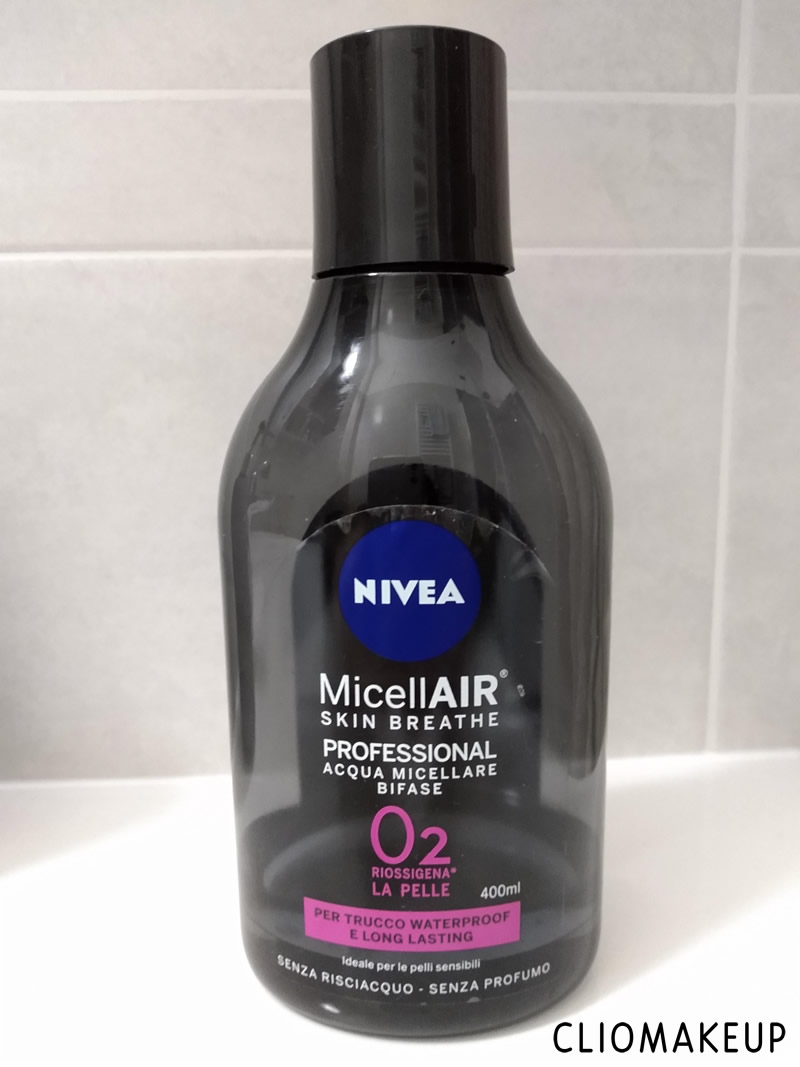 NIVEA
MicellAIR®
SKIN BREATHE
PROFESSIONAL
ACQUA MICELLARE
BIFASE
O2
RIOSSIGENA*
LA PELLE
400ml
PER TRUCCO WATERPROOF
E LONG LASTING
Ideale per le pelli sensibili
SENZA RISCIACQUO - SENZA PROFUMO
CLIOMAKEUP